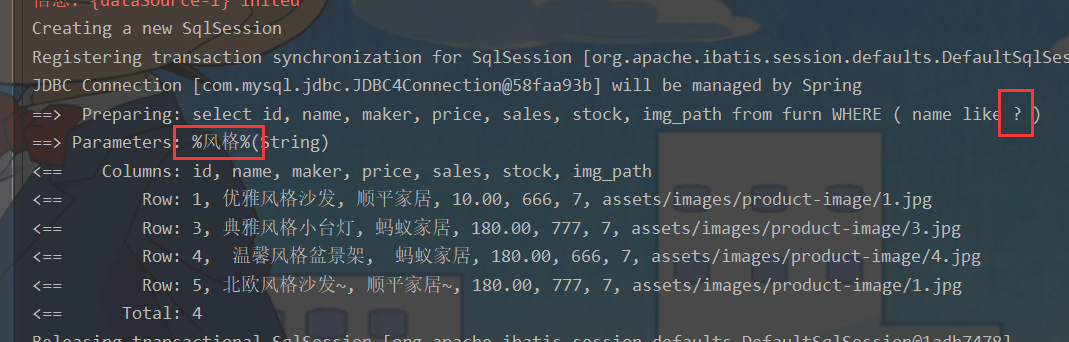 信息: {dataSource-1} inited
Creating a new SqlSession
Registering transaction synchronization for SqlSession [org.apache.ibatis.session.defaults.DefaultSqlSes
JDBC Connection [com.mysql.jdbc.JDBC4Connection@58faa93b] will be managed by Spring
==>  Preparing: select id, name, maker, price, sales, stock, img_path from furn WHERE ( name like ? )
==> Parameters: %风格%(String)
<==    Columns: id, name, maker, price, sales, stock, img_path
<==        Row: 1, 优雅风格沙发, 顺平家居, 10.00, 666, 7, assets/images/product-image/1.jpg
<==        Row: 3, 典雅风格小台灯, 蚂蚁家居, 180.00, 777, 7, assets/images/product-image/3.jpg
<==        Row: 4,  温馨风格盆景架,  蚂蚁家居, 180.00, 666, 7, assets/images/product-image/4.jpg
<==        Row: 5, 北欧风格沙发~, 顺平家居~, 180.00, 777, 7, assets/images/product-image/1.jpg
<==      Total: 4
Releasing transactional SqlSession [org.apache.ibatis.session.defaults.DefaultSqlSession@1adb7478]